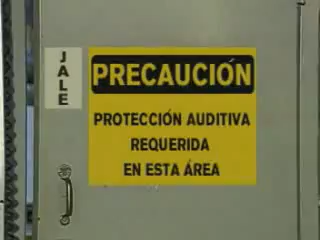 JALE
PRECAUCIÓN
PROTECCIÓN AUDITIVA
REQUERIDA
EN ESTA ÁREA